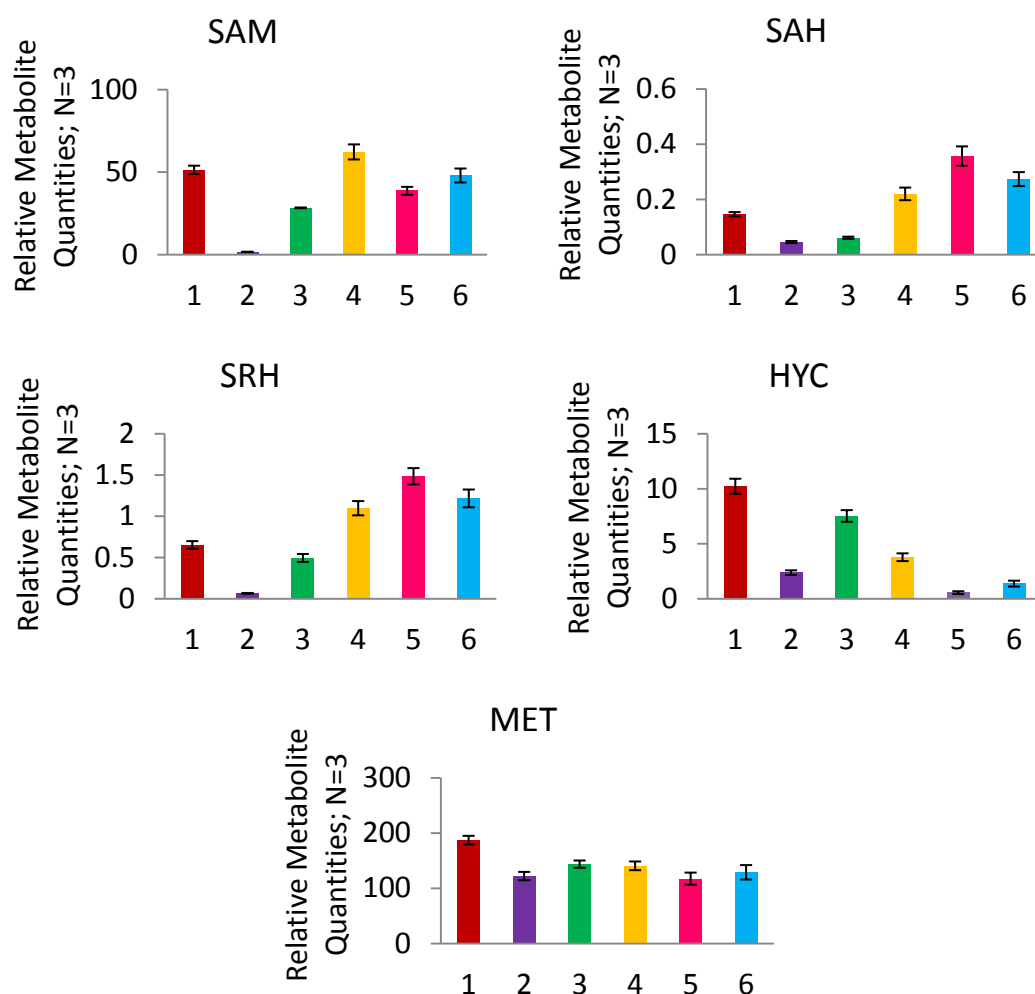 SAM
Relative Metabolite
Quantities; N=3
100
50
0
1 2 3 4 5 6
SAH
Relative Metabolite
Quantities; N=3
0.6
0.4
0.2
0
1 2 3 4 5 6
SRH
Relative Metabolite
Quantities; N=3
2
1.5
1
0.5
0
1 2 3 4 5 6
HYC
Relative Metabolite
Quantities; N=3
15
10
5
0
1 2 3 4 5 6
MET
Relative Metabolite
Quantities; N=3
300
200
100
0
1 2 3 4 5 6